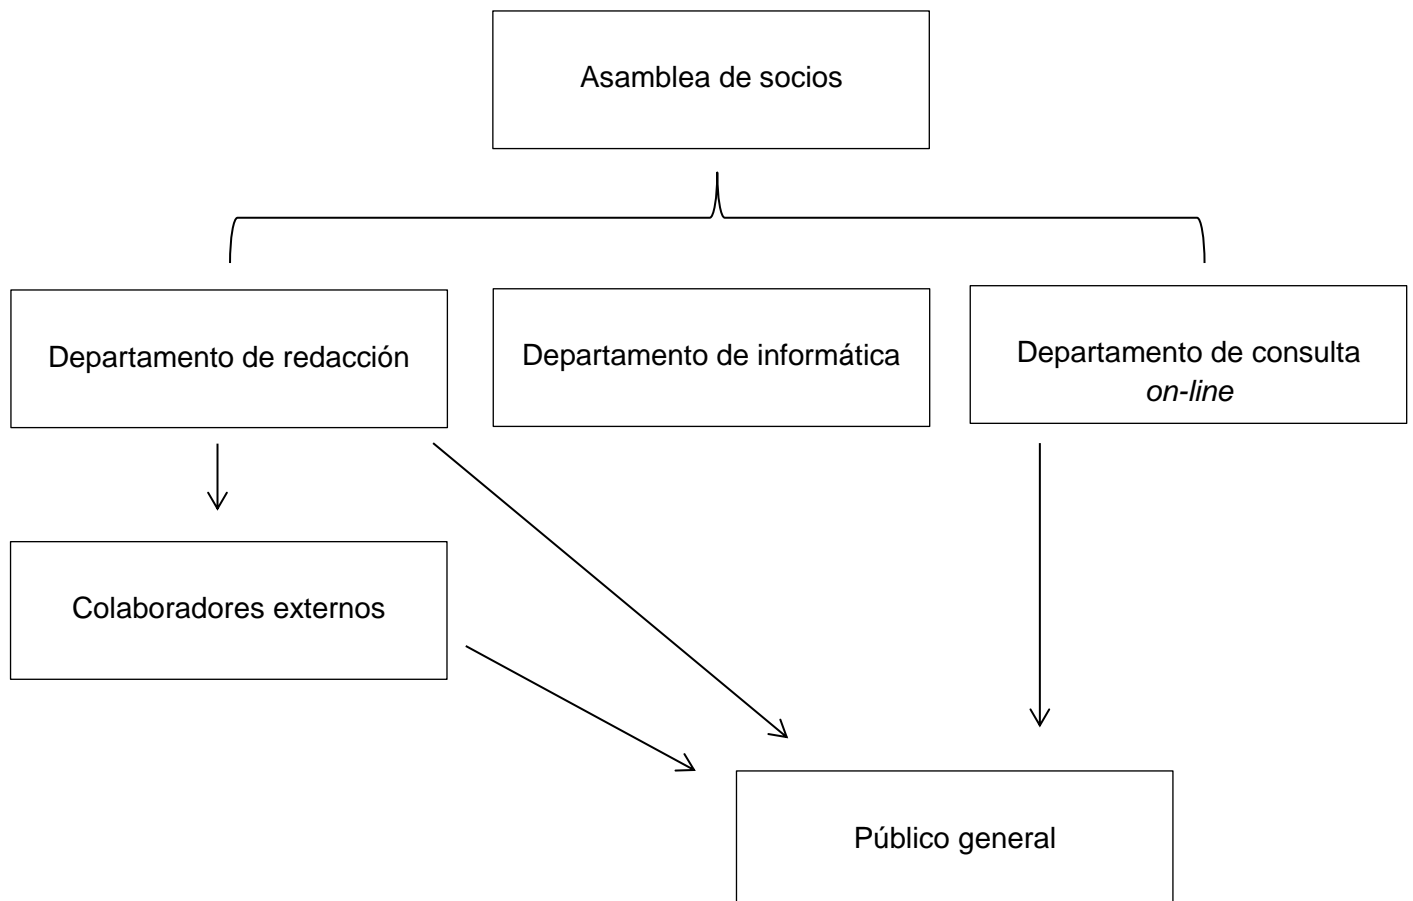 Asamblea de socios
Departamento de redacción
Departamento de informática
Departamento de consulta
on-line
Colaboradores externos
Público general